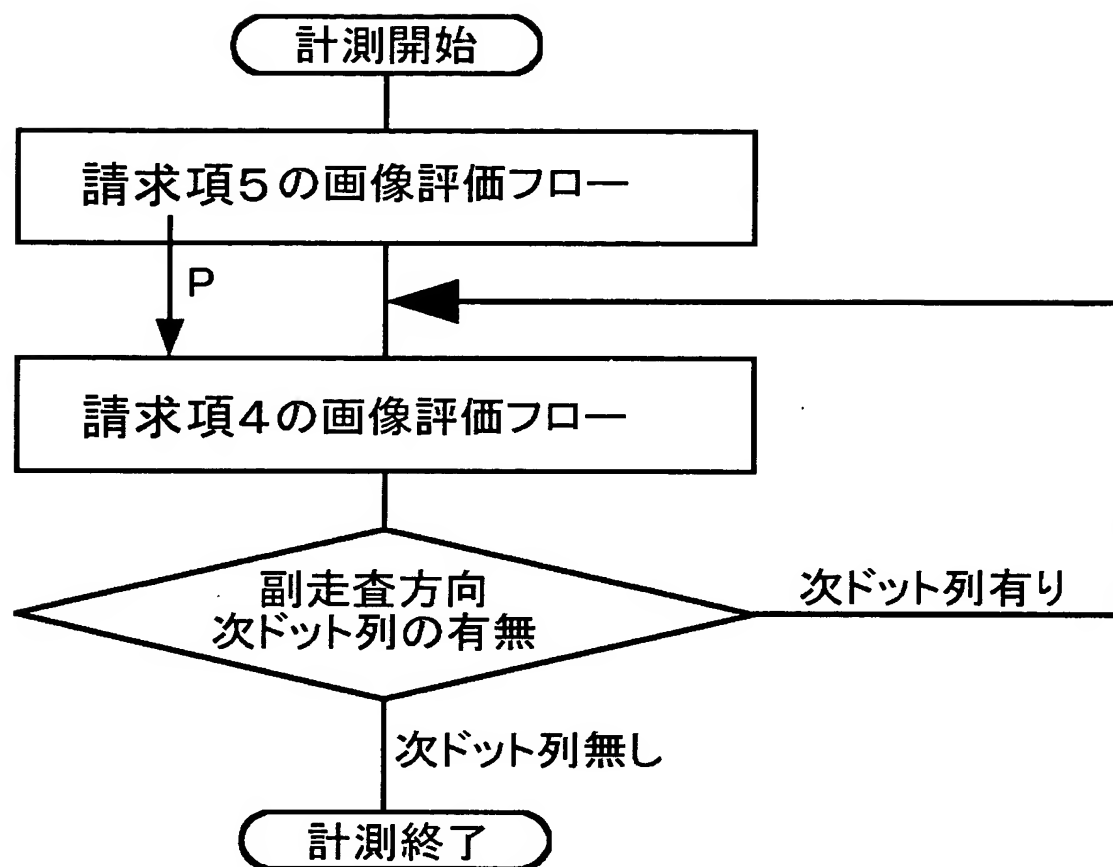 計測開始
請求項５の画像評価フロー
P
請求項４の画像評価フロー
副走査方向
次ドット列の有無
次ドット列有り
次ドット列無し
計測終了